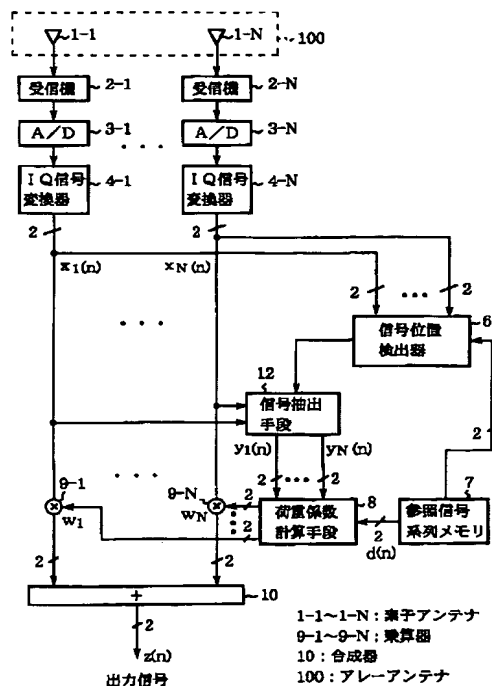 1-1
1-N
100
受信機 2-1
受信機 2-N
A/D 3-1
A/D 3-N
・・・
IQ信号
変換器
4-1
IQ信号
変換器
4-N
2
2
x1(n)
xN(n)
2
・・・
2
・・・
信号位置
検出器
6
12
信号抽出
手段
2
y1(n)
yN(n)
・・・
2
・・・
2
7
9-1
9-N
2
荷重係数
計算手段
8
参照信号
系列メモリ
w1
wN
2
2
d(n)
2
2
+
10
2
z(n)
出力信号
1-1~1-N:素子アンテナ
9-1~9-N:乗算器
10:合成器
100:アレーアンテナ